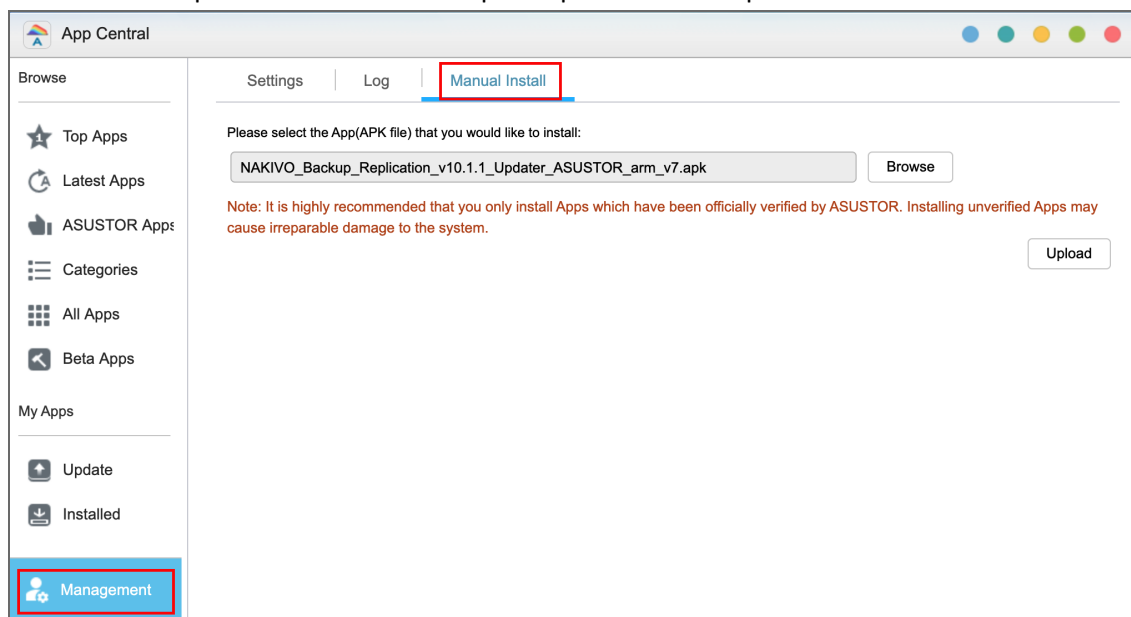 App Central
Browse
Top Apps
Latest Apps
ASUSTOR Apps
Categories
All Apps
Beta Apps
My Apps
Update
Installed
Management
Settings
Log
Manual Install
Please select the App(APK file) that you would like to install:
NAKIVO_Backup_Replication_v10.1.1_Updater_ASUSTOR_arm_v7.apk
Browse
Note: It is highly recommended that you only install Apps which have been officially verified by ASUSTOR. Installing unverified Apps may
cause irreparable damage to the system.
Upload